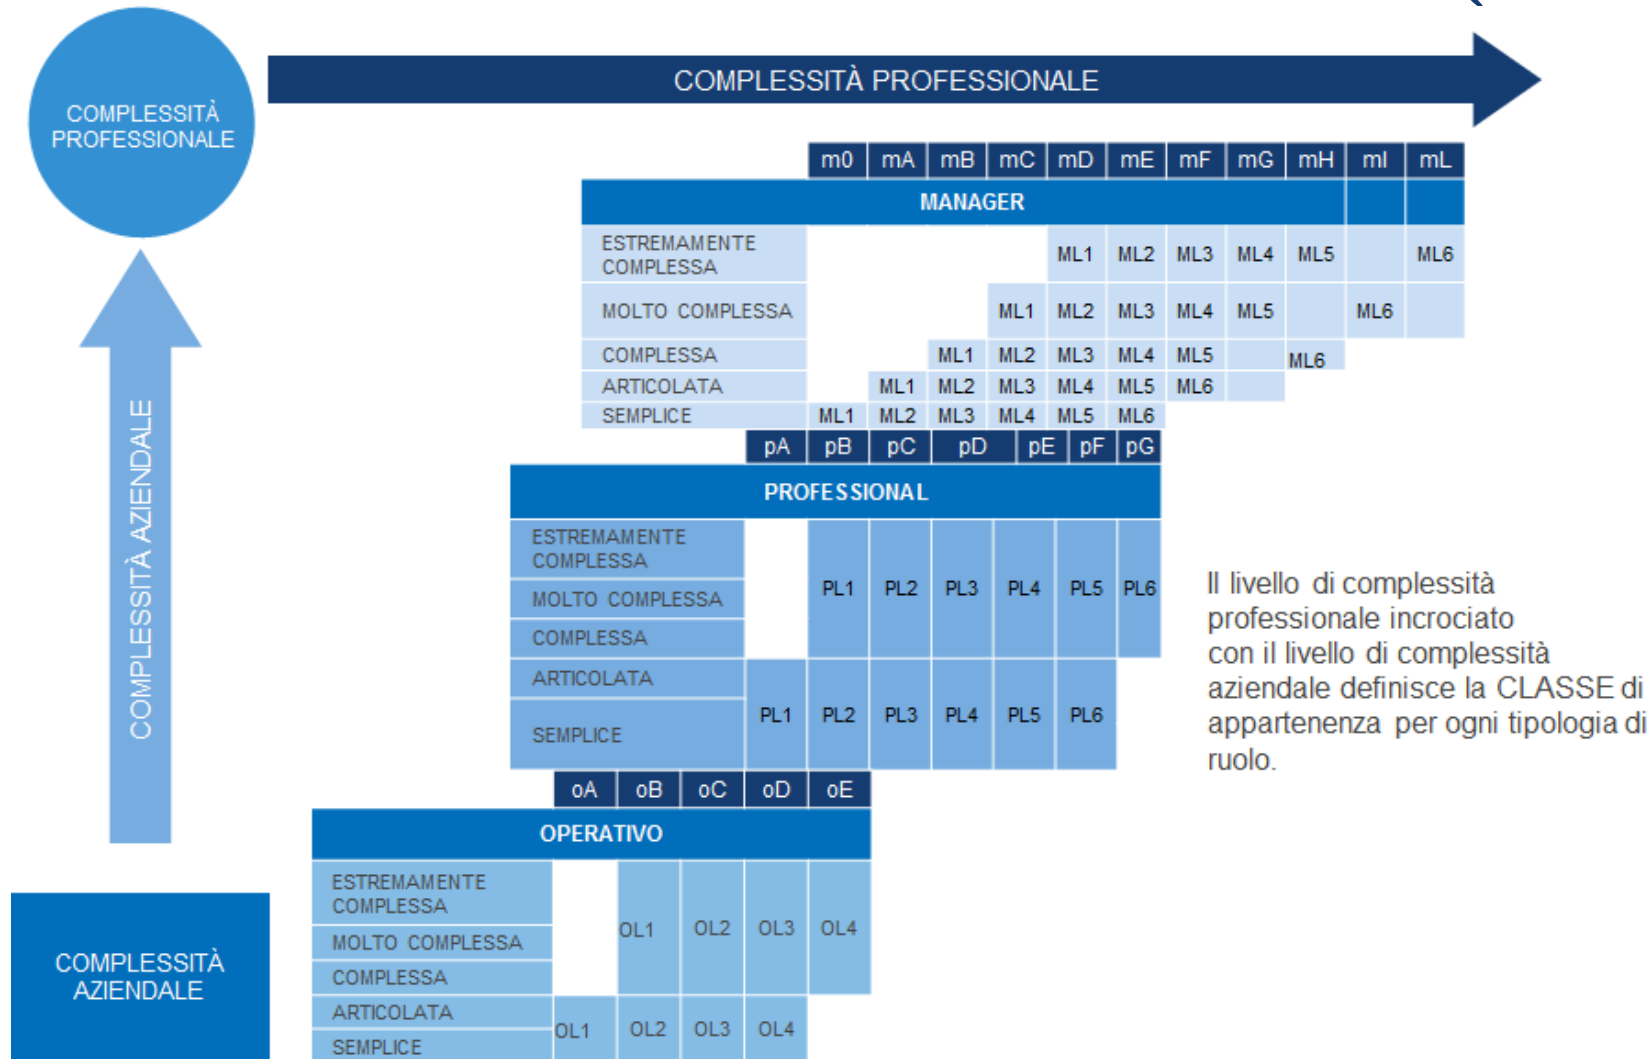 COMPLESSITÀ
PROFESSIONALE
COMPLESSITÀ PROFESSIONALE
m0 mA mB mC mD mE mF mG mH mI mL
MANAGER
ESTREMAMENTE
COMPLESSA
ML1 ML2 ML3 ML4 ML5 ML6
MOLTO COMPLESSA ML1 ML2 ML3 ML4 ML5 ML6
COMPLESSA ML1 ML2 ML3 ML4 ML5 ML6
ARTICOLATA ML1 ML2 ML3 ML4 ML5 ML6
SEMPLICE ML1 ML2 ML3 ML4 ML5 ML6
pA pB pC pD pE pF pG
PROFESSIONAL
ESTREMAMENTE
COMPLESSA
MOLTO COMPLESSA
PL1 PL2 PL3 PL4 PL5 PL6
COMPLESSA
ARTICOLATA
PL1 PL2 PL3 PL4 PL5 PL6
SEMPLICE
Il livello di complessità
professionale incrociato
con il livello di complessità
aziendale definisce la CLASSE di
appartenenza per ogni tipologia di
ruolo.
oA oB oC oD oE
OPERATIVO
ESTREMAMENTE
COMPLESSA
OL1 OL2 OL3 OL4
MOLTO COMPLESSA
COMPLESSA
ARTICOLATA
OL1 OL2 OL3 OL4
SEMPLICE
COMPLESSITÀ AZIENDALE
COMPLESSITÀ
AZIENDALE